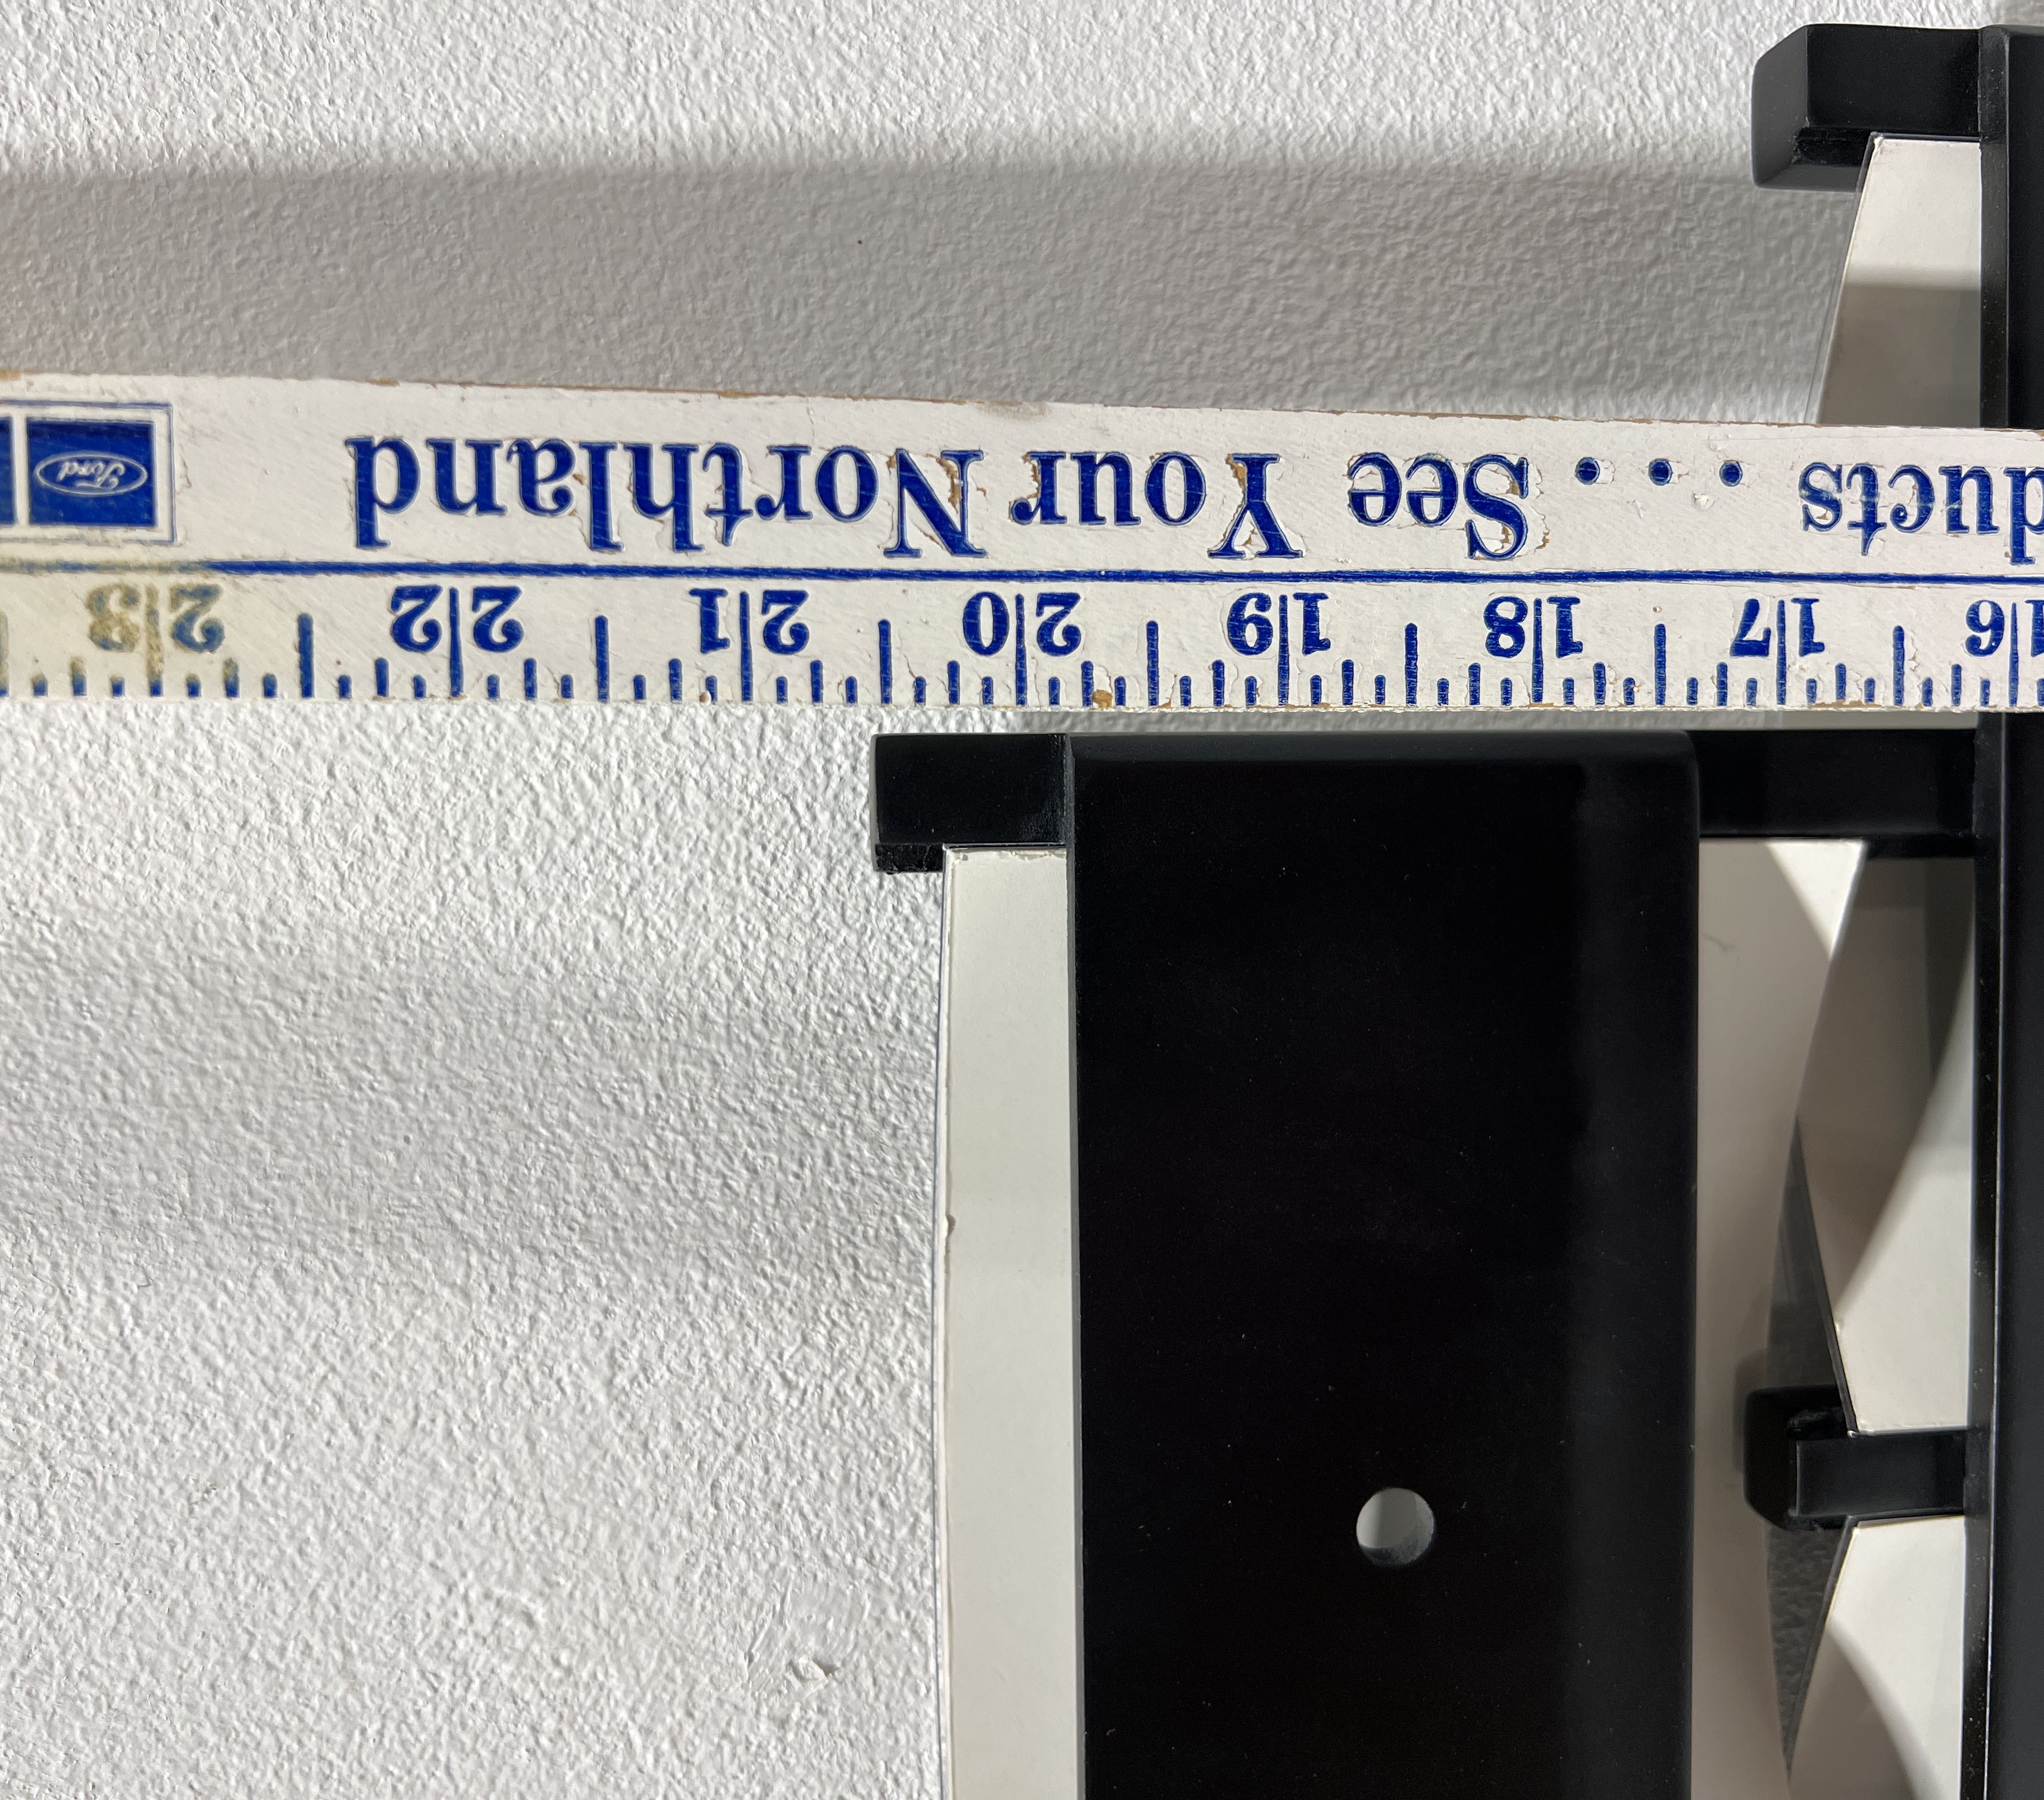 ducts . . . See Your Northland Ford
16 17 18 19 20 21 22 23